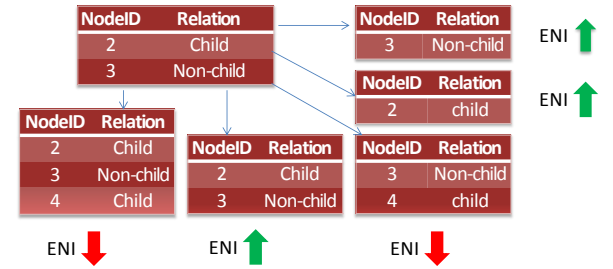 NodeID Relation
2 Child
3 Non-child
NodeID Relation
3 Non-child
ENI
NodeID Relation
2 child
ENI
NodeID Relation
2 Child
3 Non-child
4 Child
ENI
NodeID Relation
2 Child
3 Non-child
ENI
NodeID Relation
3 Non-child
4 child
ENI